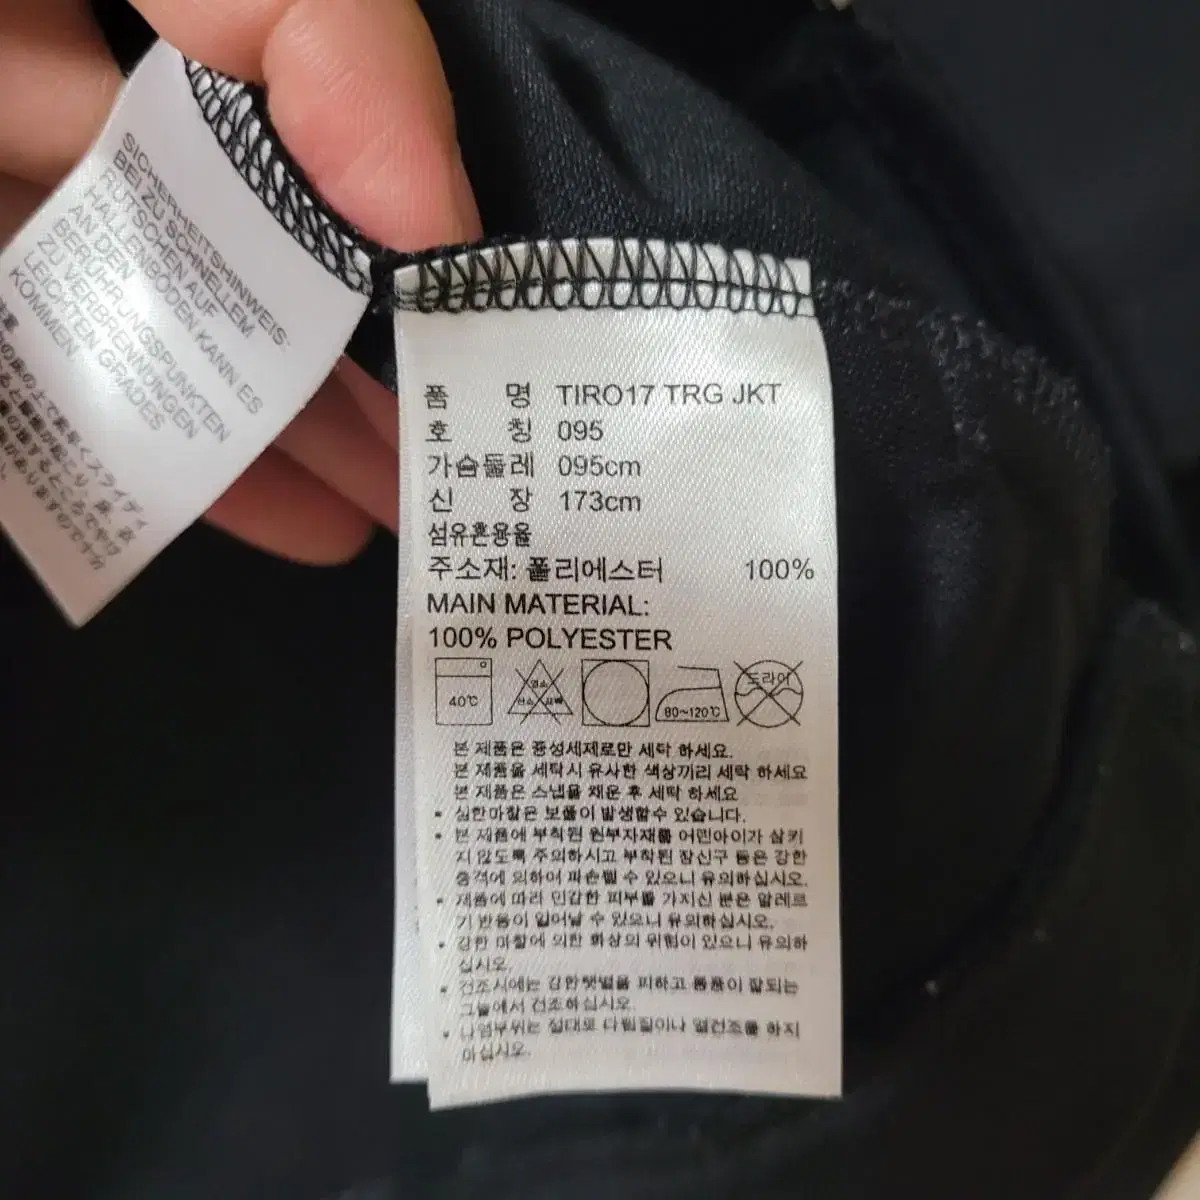 SICHERHEITSHINWEIS:
BEI ZU SCHNELLEM
RUTSCHEN AUF
HALLENBODEN KANN ES
AN DEN
BERÜHRUNGSPUNKTEN
ZU VERBRENNUNGEN
LEICHTEN GRADES
KOMMEN
품 명 TIRO17 TRG JKT
호 칭 095
가슴둘레 095cm
신 장 173cm
섬유혼용율
주소재: 폴리에스터 100%
MAIN MATERIAL:
100% POLYESTER
40℃
염소
산소 표백
80~120℃
드라이
본 제품은 중성세제로만 세탁 하세요.
본 제품을 세탁시 유사한 색상끼리 세탁 하세요
본 제품은 스냅을 채운 후 세탁 하세요
• 심한마찰은 보풀이 발생할수 있습니다.
• 본 제품에 부착된 원부자재를 어린아이가 삼키
지 않도록 주의하시고 부착된 장신구 등은 강한
충격에 의하여 파손될 수 있으니 유의하십시오.
• 제품에 따라 민감한 피부를 가지신 분은 알레르
기 반응이 일어날 수 있으니 유의하십시오.
• 강한 마찰에 의한 화상의 위험이 있으니 유의하
십시오.
• 건조시에는 강한햇볕을 피하고 통풍이 잘되는
그늘에서 건조하십시오.
• 나염부위는 절대로 다림질이나 열건조를 하지
마십시오.